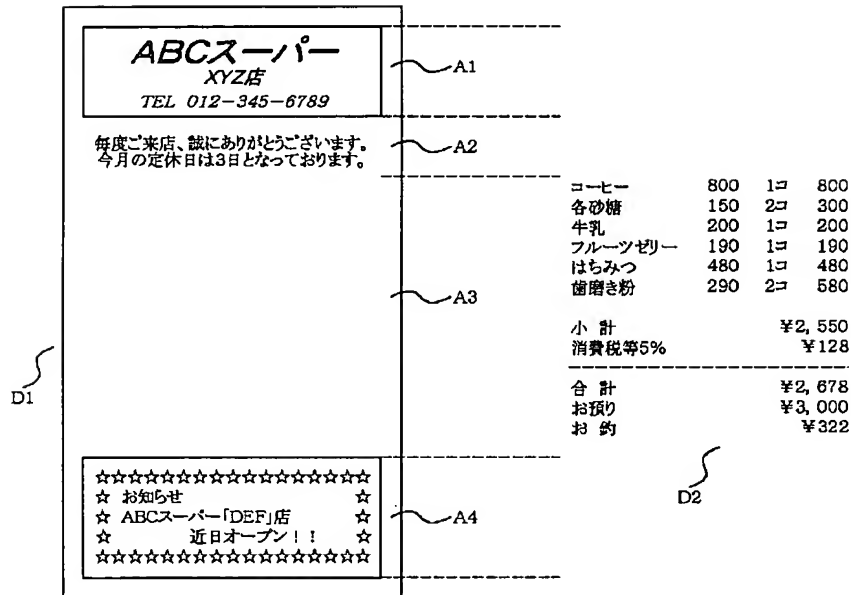 ABCスーパー
XYZ店
TEL 012-345-6789
A1
毎度ご来店、誠にありがとうございます。
今月の定休日は3日となっております。
A2
A3
D1
☆☆☆☆☆☆☆☆☆☆☆☆☆☆☆☆☆
☆ お知らせ ☆
☆ ABCスーパー「DEF」店 ☆
☆ 近日オープン!! ☆
☆☆☆☆☆☆☆☆☆☆☆☆☆☆☆☆☆
A4
コーヒー 800 1コ 800
各砂糖 150 2コ 300
牛乳 200 1コ 200
フルーツゼリー 190 1コ 190
はちみつ 480 1コ 480
歯磨き粉 290 2コ 580
小 計 ¥2,550
消費税等5% ¥128
合 計 ¥2,678
お預り ¥3,000
お 約 ¥322
D2